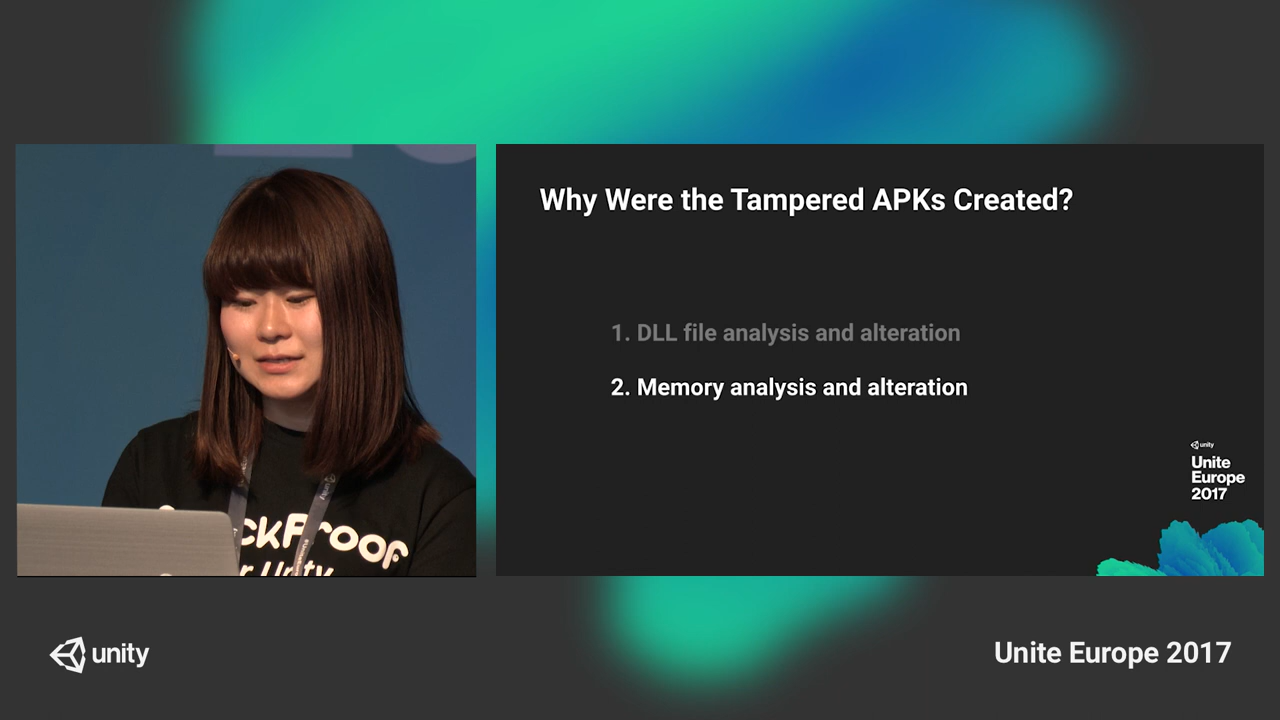 Why Were the Tampered APKs Created?
1. DLL file analysis and alteration
2. Memory analysis and alteration
unity
Unite
Europe
2017
unity
Unite Europe 2017